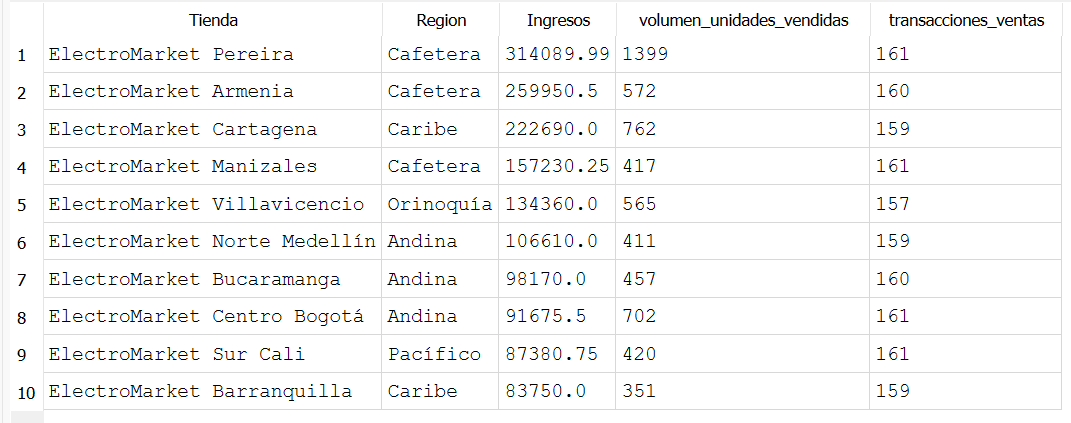 Tienda Region Ingresos volumen_unidades_vendidas transacciones_ventas
1 ElectroMarket Pereira Cafetera 314089.99 1399 161
2 ElectroMarket Armenia Cafetera 259950.5 572 160
3 ElectroMarket Cartagena Caribe 222690.0 762 159
4 ElectroMarket Manizales Cafetera 157230.25 417 161
5 ElectroMarket Villavicencio Orinoquía 134360.0 565 157
6 ElectroMarket Norte Medellín Andina 106610.0 411 159
7 ElectroMarket Bucaramanga Andina 98170.0 457 160
8 ElectroMarket Centro Bogotá Andina 91675.5 702 161
9 ElectroMarket Sur Cali Pacífico 87380.75 420 161
10 ElectroMarket Barranquilla Caribe 83750.0 351 159